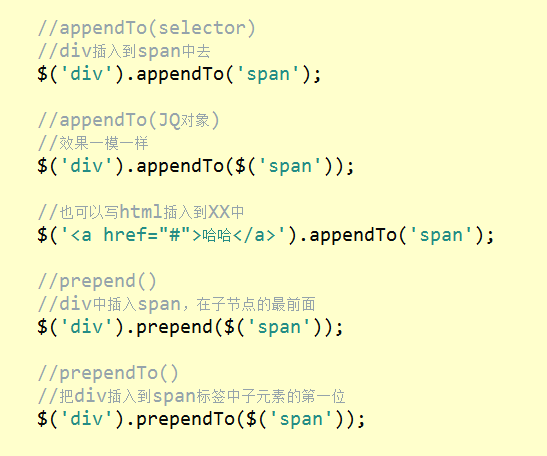 //appendTo(selector)
//div插入到span中去
$('div').appendTo('span');
//appendTo(JQ对象)
//效果一模一样
$('div').appendTo($('span'));
//也可以写html插入到XX中
$('<a href="#">哈哈</a>').appendTo('span');
//prepend()
//div中插入span，在子节点的最前面
$('div').prepend($('span'));
//prependTo()
//把div插入到span标签中子元素的第一位
$('div').prependTo($('span'));